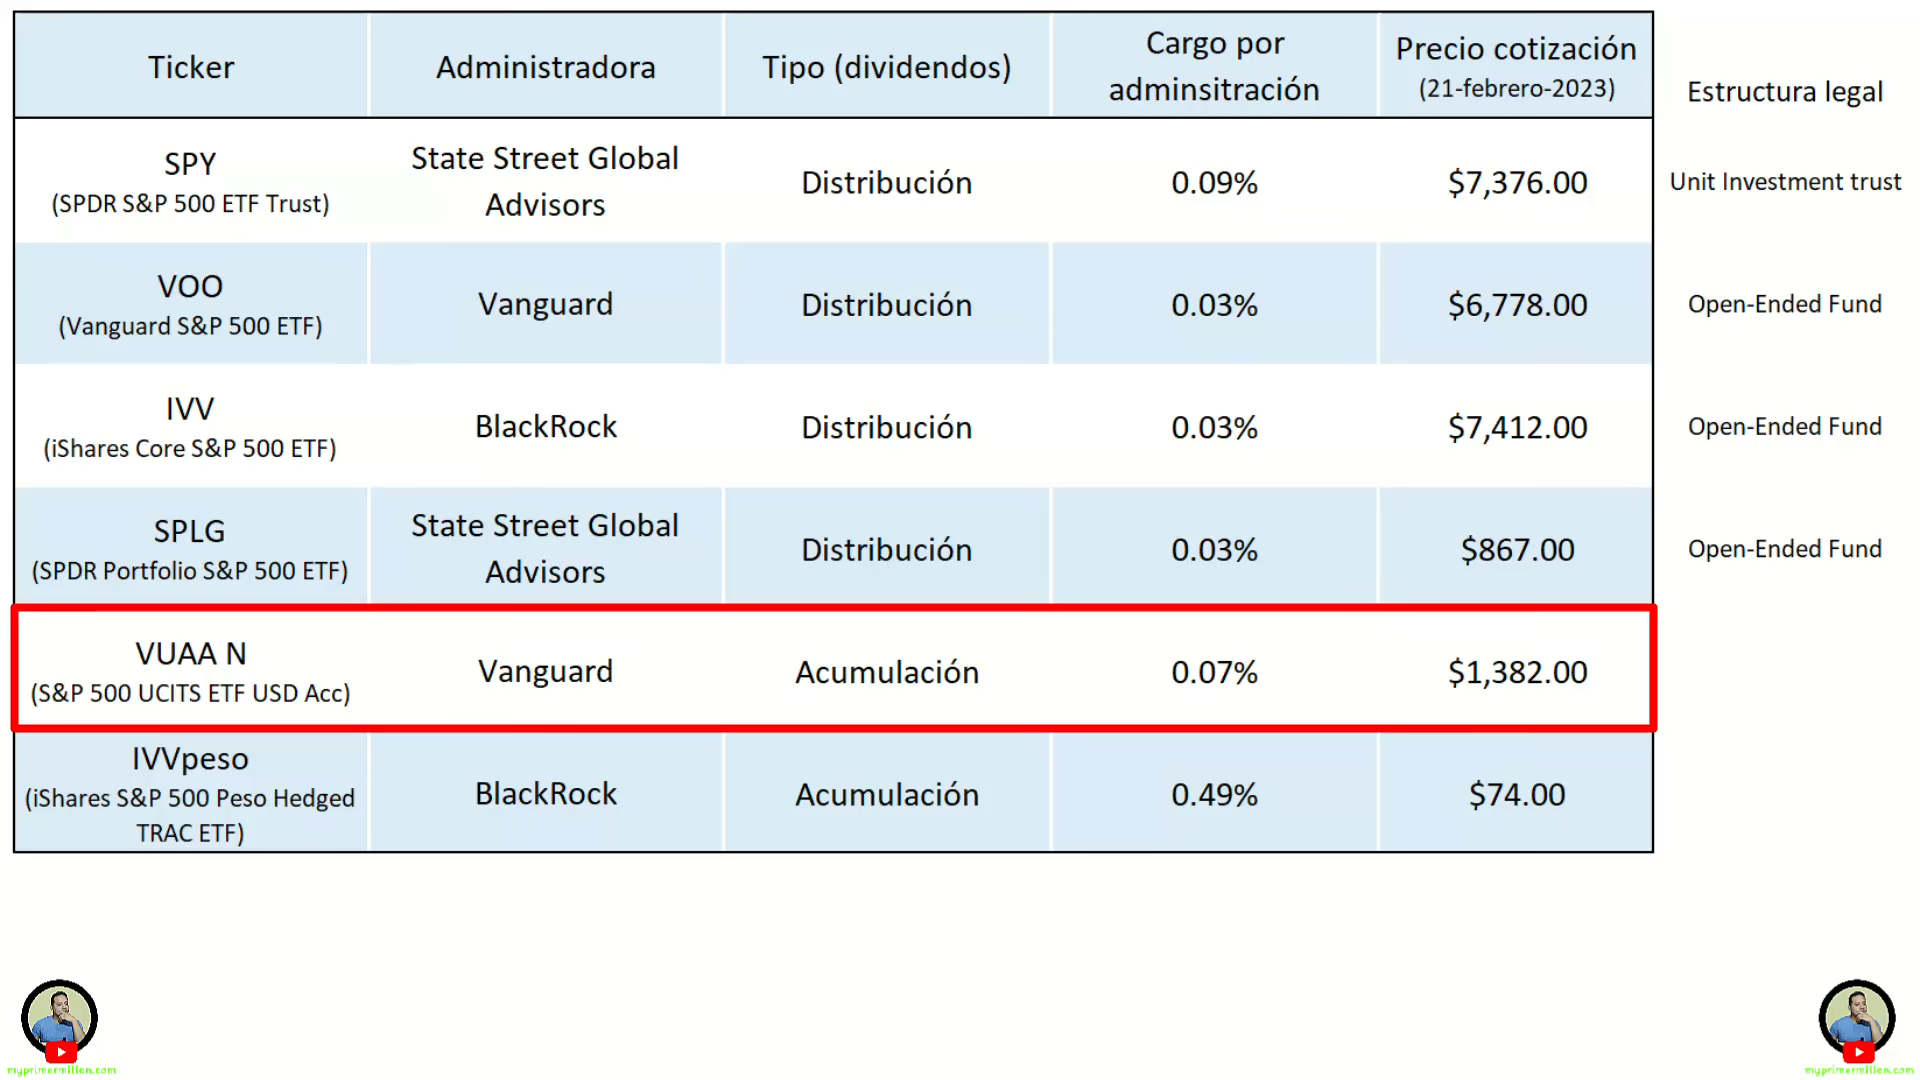 Ticker
Administradora
Tipo (dividendos)
Cargo por
adminsitración
Precio cotización
(21-febrero-2023)
Estructura legal
SPY
(SPDR S&P 500 ETF Trust)
State Street Global
Advisors
Distribución
0.09%
$7,376.00
Unit Investment trust
VOO
(Vanguard S&P 500 ETF)
Vanguard
Distribución
0.03%
$6,778.00
Open-Ended Fund
IVV
(iShares Core S&P 500 ETF)
BlackRock
Distribución
0.03%
$7,412.00
Open-Ended Fund
SPLG
(SPDR Portfolio S&P 500 ETF)
State Street Global
Advisors
Distribución
0.03%
$867.00
Open-Ended Fund
VUAA N
(S&P 500 UCITS ETF USD Acc)
Vanguard
Acumulación
0.07%
$1,382.00
IVVpeso
(iShares S&P 500 Peso Hedged
TRAC ETF)
BlackRock
Acumulación
0.49%
$74.00
myprimermillon.com
myprimermillon.com